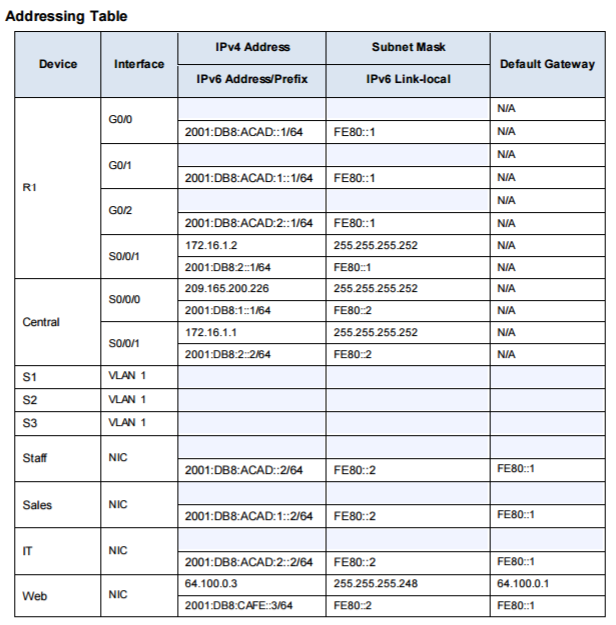 Addressing Table
Device Interface IPv4 Address Subnet Mask Default Gateway
IPv6 Address/Prefix IPv6 Link-local
R1 G0/0 N/A
2001:DB8:ACAD::1/64 FE80::1 N/A
G0/1 N/A
2001:DB8:ACAD:1::1/64 FE80::1 N/A
G0/2 N/A
2001:DB8:ACAD:2::1/64 FE80::1 N/A
S0/0/1 172.16.1.2 255.255.255.252 N/A
2001:DB8:2::1/64 FE80::1 N/A
Central S0/0/0 209.165.200.226 255.255.255.252 N/A
2001:DB8:1::1/64 FE80::2 N/A
S0/0/1 172.16.1.1 255.255.255.252 N/A
2001:DB8:2::2/64 FE80::2 N/A
S1 VLAN 1
S2 VLAN 1
S3 VLAN 1
Staff NIC
2001:DB8:ACAD::2/64 FE80::2 FE80::1
Sales NIC
2001:DB8:ACAD:1::2/64 FE80::2 FE80::1
IT NIC
2001:DB8:ACAD:2::2/64 FE80::2 FE80::1
Web NIC 64.100.0.3 255.255.255.248 64.100.0.1
2001:DB8:CAFE::3/64 FE80::2 FE80::1